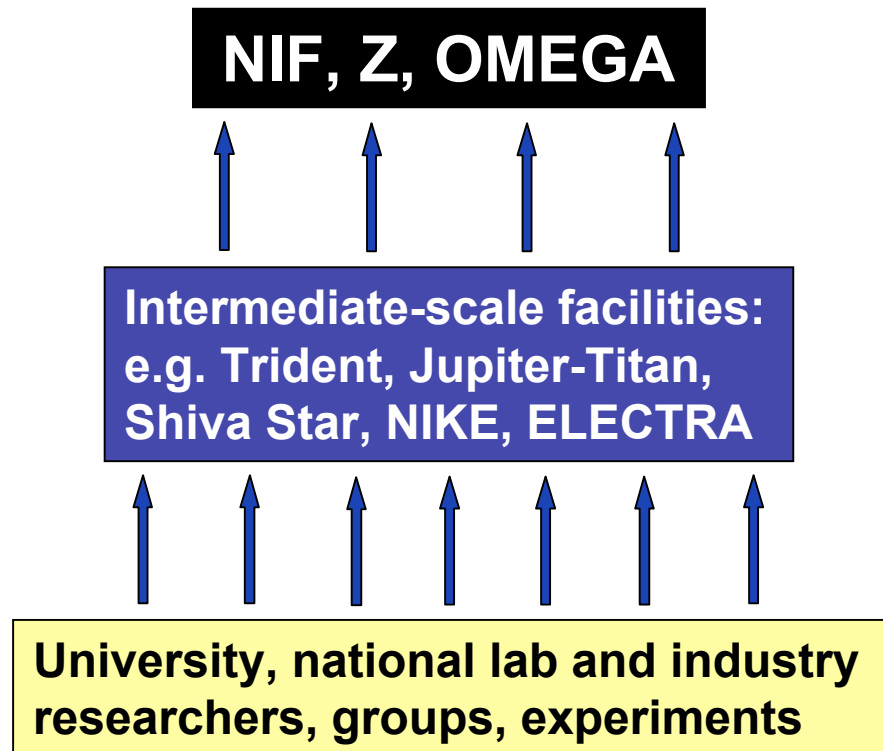 NIF, Z, OMEGA
Intermediate-scale facilities:
e.g. Trident, Jupiter-Titan,
Shiva Star, NIKE, ELECTRA
University, national lab and industry
researchers, groups, experiments